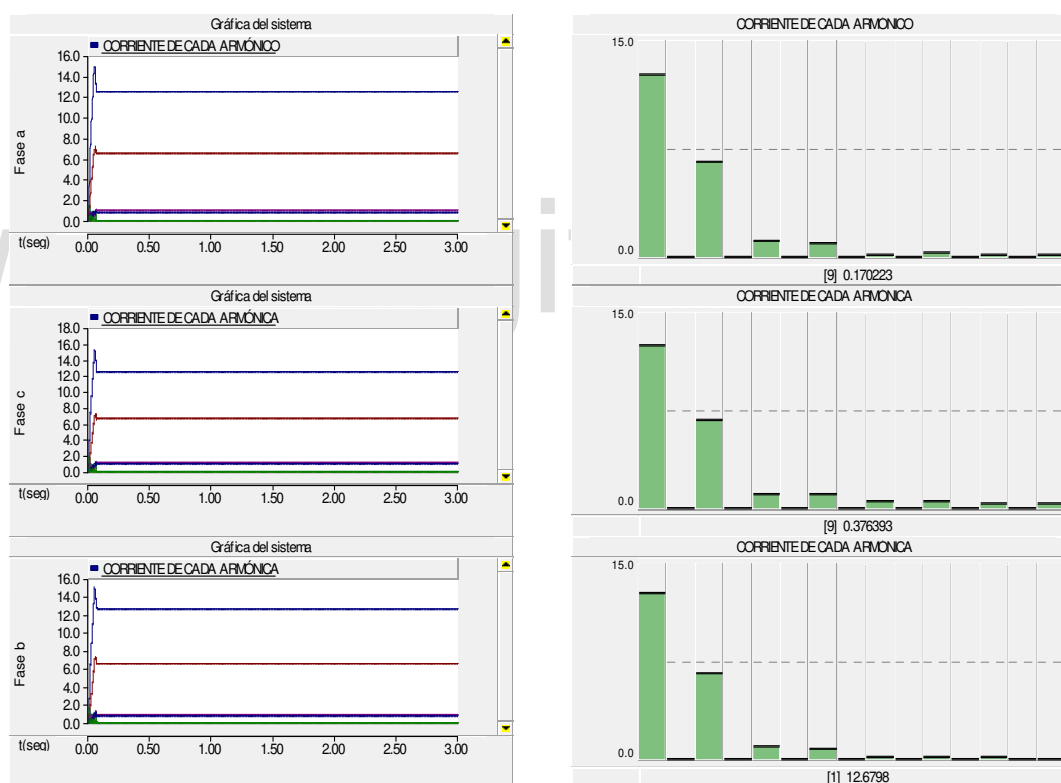 Gráfica del sistema
CORRIENTE DE CADA ARMÓNICO
Fase a
16.0
14.0
12.0
10.0
8.0
6.0
4.0
2.0
0.0
t(seg)
0.00 0.50 1.00 1.50 2.00 2.50 3.00
CORRIENTE DE CADA ARMONICO
15.0
0.0
[9] 0.170223
Gráfica del sistema
CORRIENTE DE CADA ARMÓNICA
Fase c
18.0
16.0
14.0
12.0
10.0
8.0
6.0
4.0
2.0
0.0
t(seg)
0.00 0.50 1.00 1.50 2.00 2.50 3.00
CORRIENTE DE CADA ARMONICA
15.0
0.0
[9] 0.376393
Gráfica del sistema
CORRIENTE DE CADA ARMÓNICA
Fase b
16.0
14.0
12.0
10.0
8.0
6.0
4.0
2.0
0.0
t(seg)
0.00 0.50 1.00 1.50 2.00 2.50 3.00
CORRIENTE DE CADA ARMONICA
15.0
0.0
[1] 12.6798